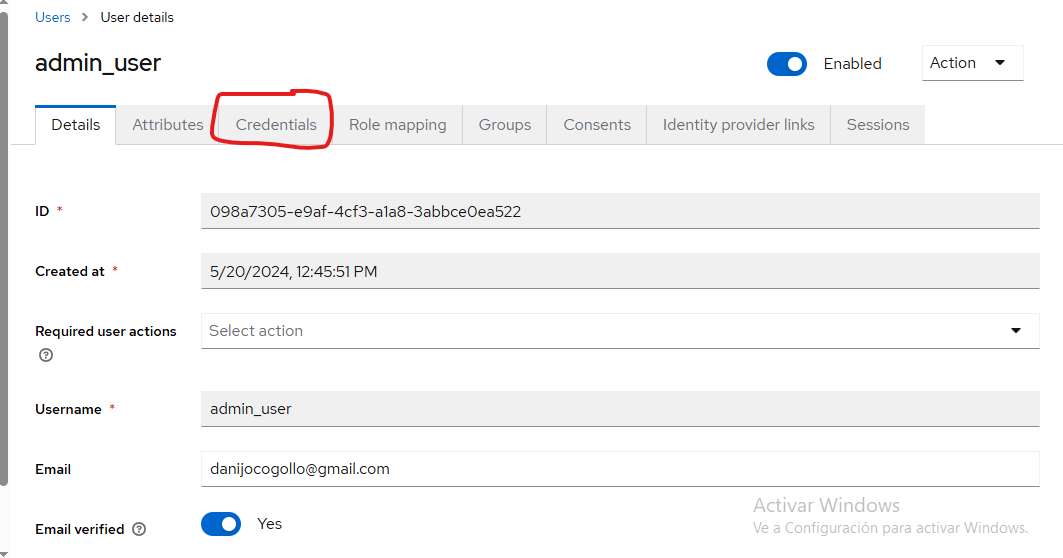 Users > User details
admin_user
Enabled
Action
Details Attributes Credentials Role mapping Groups Consents Identity provider links Sessions
ID *
098a7305-e9af-4cf3-a1a8-3abbce0ea522
Created at *
5/20/2024, 12:45:51 PM
Required user actions
Select action
Username *
admin_user
Email
danijocogollo@gmail.com
Email verified
Yes
Activar Windows
Ve a Configuración para activar Windows.